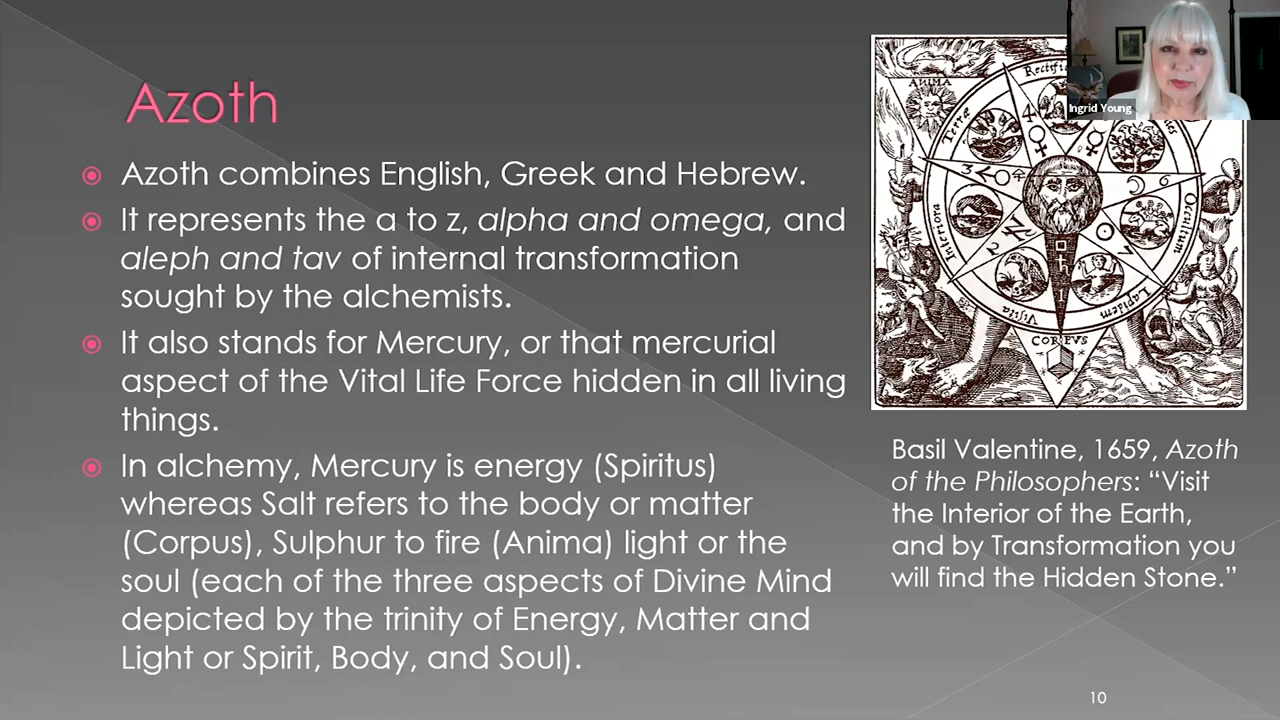 Azoth
Azoth combines English, Greek and Hebrew.
It represents the a to z, alpha and omega, and
aleph and tav of internal transformation
sought by the alchemists.
It also stands for Mercury, or that mercurial
aspect of the Vital Life Force hidden in all living
things.
In alchemy, Mercury is energy (Spiritus)
whereas Salt refers to the body or matter
(Corpus), Sulphur to fire (Anima) light or the
soul (each of the three aspects of Divine Mind
depicted by the trinity of Energy, Matter and
Light or Spirit, Body, and Soul).
Ingrid Young
ANIMA
Terra
Interiora
Visita
Lapidem
Occultum
CORPVS
Basil Valentine, 1659, Azoth
of the Philosophers: “Visit
the Interior of the Earth,
and by Transformation you
will find the Hidden Stone.”
10